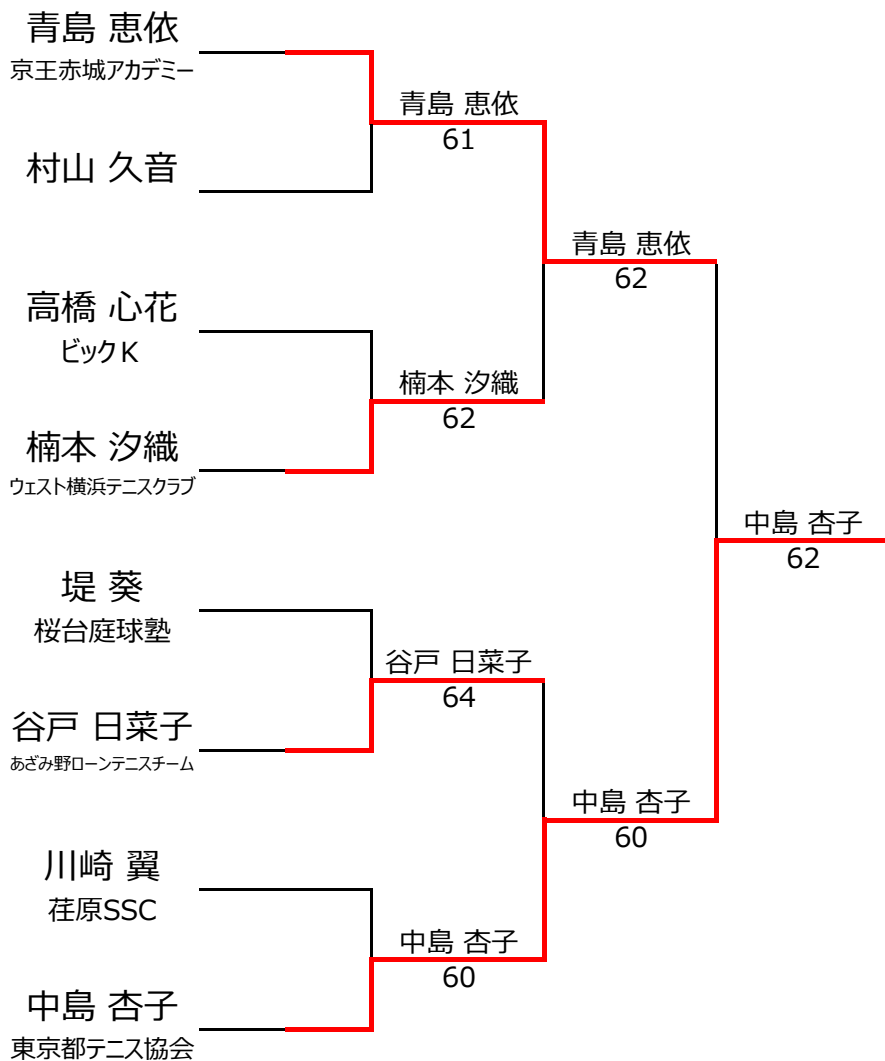 青島 恵依
京王赤城アカデミー
村山 久音
高橋 心花
ビックK
楠本 汐織
ウェスト横浜テニスクラブ
堤 葵
桜台庭球塾
谷戸 日菜子
あざみ野ローンテニスチーム
川崎 翼
荏原SSC
中島 杏子
東京都テニス協会
青島 恵依
61
楠本 汐織
62
谷戸 日菜子
64
中島 杏子
60
青島 恵依
62
中島 杏子
60
中島 杏子
62